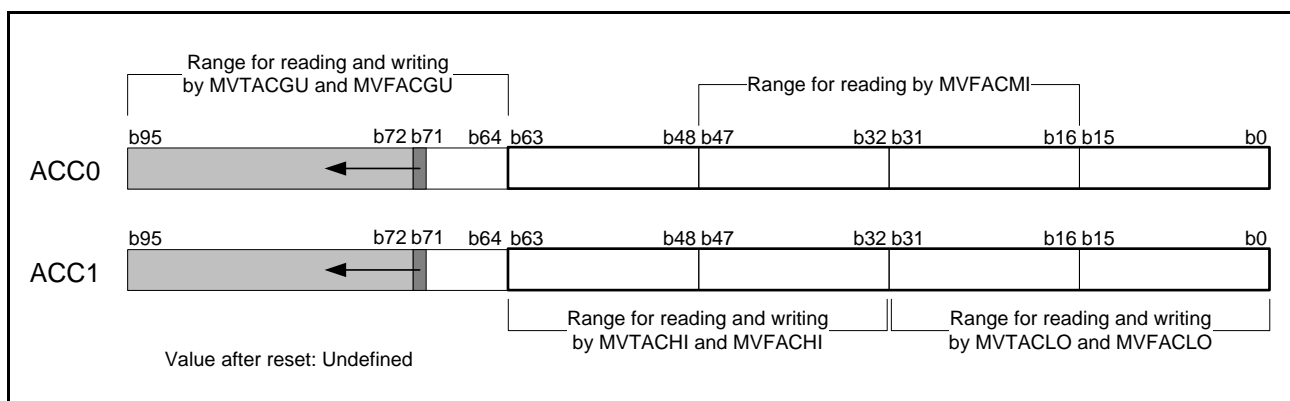 Range for reading and writing
by MVTACGU and MVFACGU
Range for reading by MVFACMI
b95 b72 b71 b64 b63 b48 b47 b32 b31 b16 b15 b0
ACC0
b95 b72 b71 b64 b63 b48 b47 b32 b31 b16 b15 b0
ACC1
Range for reading and writing
by MVTACHI and MVFACHI
Range for reading and writing
by MVTACLO and MVFACLO
Value after reset: Undefined